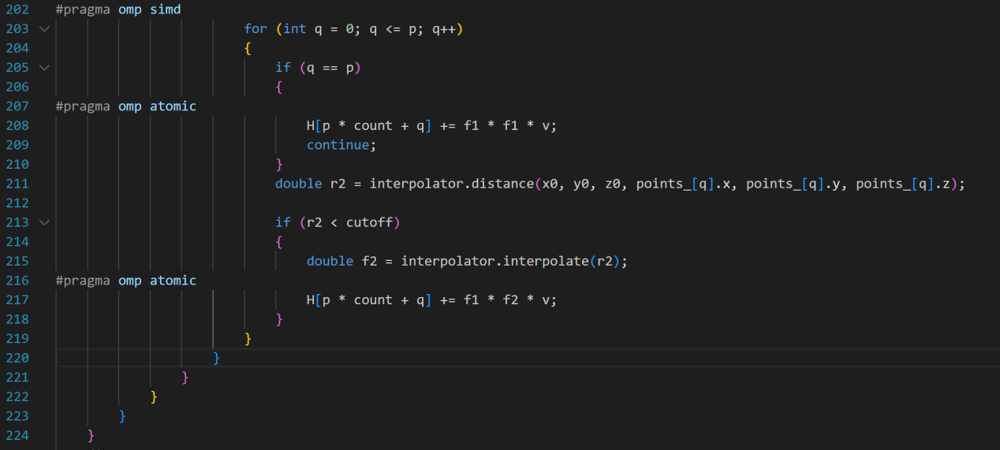 202 #pragma omp simd
203 for (int q = 0; q <= p; q++)
204 {
205 if (q == p)
206 {
207 #pragma omp atomic
208 H[p * count + q] += f1 * f1 * v;
209 continue;
210 }
211 double r2 = interpolator.distance(x0, y0, z0, points_[q].x, points_[q].y, points_[q].z);
212
213 if (r2 < cutoff)
214 {
215 double f2 = interpolator.interpolate(r2);
216 #pragma omp atomic
217 H[p * count + q] += f1 * f2 * v;
218 }
219 }
220 }
221 }
222 }
223 }
224 }